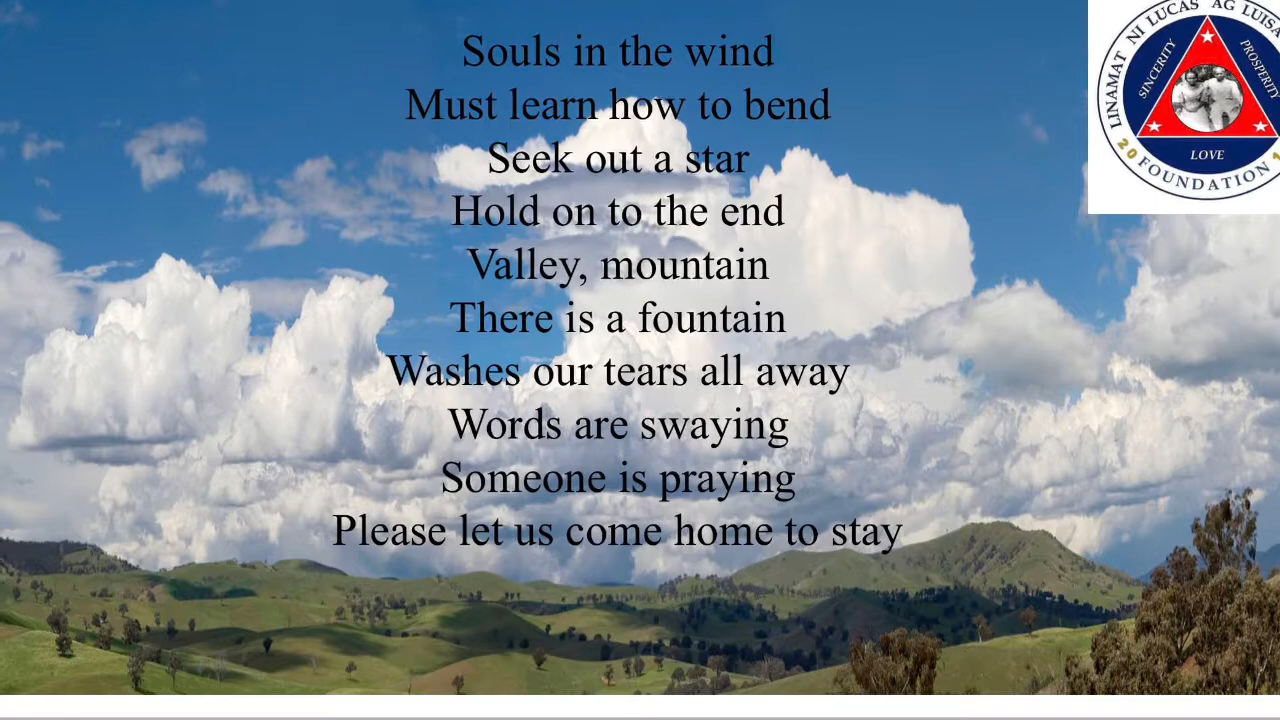 Souls in the wind
Must learn how to bend
Seek out a star
Hold on to the end
Valley, mountain
There is a fountain
Washes our tears all away
Words are swaying
Someone is praying
Please let us come home to stay
LINAMAT NI LUCAS AG LUISA
SINCERITY
PROSPERITY
LOVE
20 FOUNDATION 1